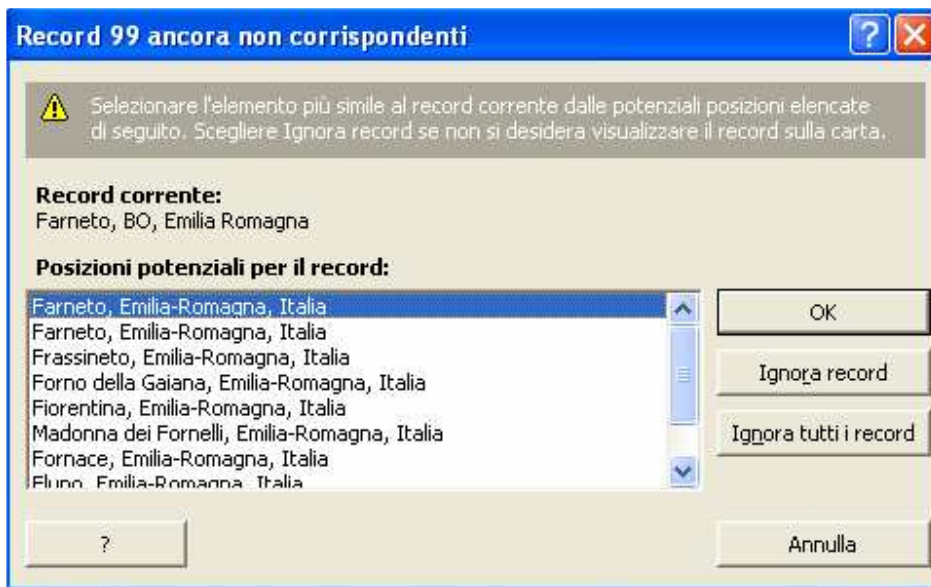 Record 99 ancora non corrispondenti
Selezionare l'elemento più simile al record corrente dalle potenziali posizioni elencate
di seguito. Scegliere Ignora record se non si desidera visualizzare il record sulla carta.
Record corrente:
Farneto, BO, Emilia Romagna
Posizioni potenziali per il record:
Farneto, Emilia-Romagna, Italia
Farneto, Emilia-Romagna, Italia
Frassineto, Emilia-Romagna, Italia
Forno della Gaiana, Emilia-Romagna, Italia
Fiorentina, Emilia-Romagna, Italia
Madonna dei Fornelli, Emilia-Romagna, Italia
Fornace, Emilia-Romagna, Italia
Emilia-Romagna, Italia
OK
Ignora record
Ignora tutti i record
?
Annulla